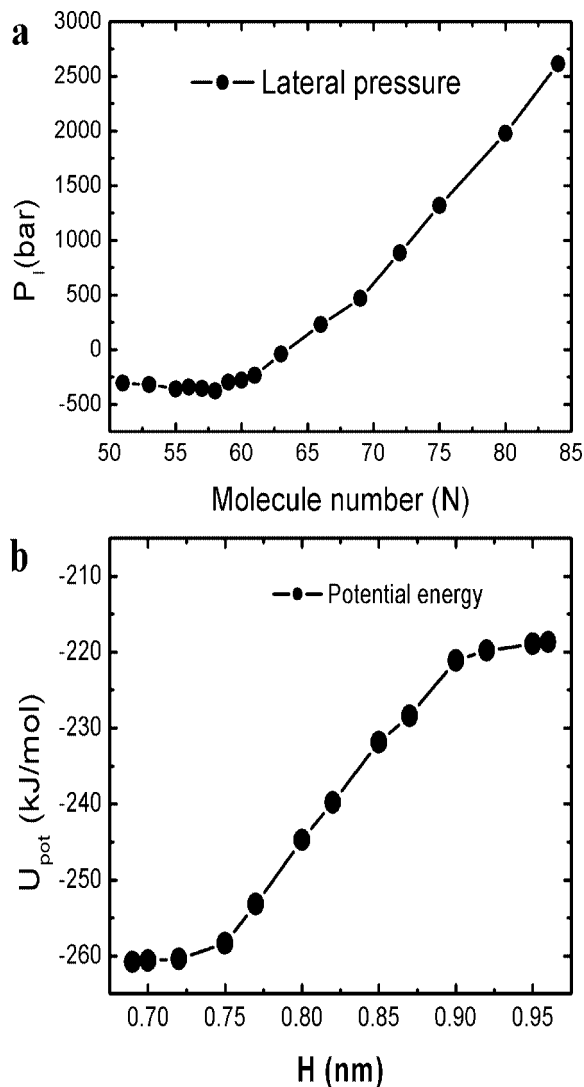 a
3000
2500
2000
1500
1000
500
0
-500
P_l (bar)
Lateral pressure
50 55 60 65 70 75 80 85
Molecule number (N)
b
-210
-220
-230
-240
-250
-260
U_pot (kJ/mol)
Potential energy
0.70 0.75 0.80 0.85 0.90 0.95
H (nm)